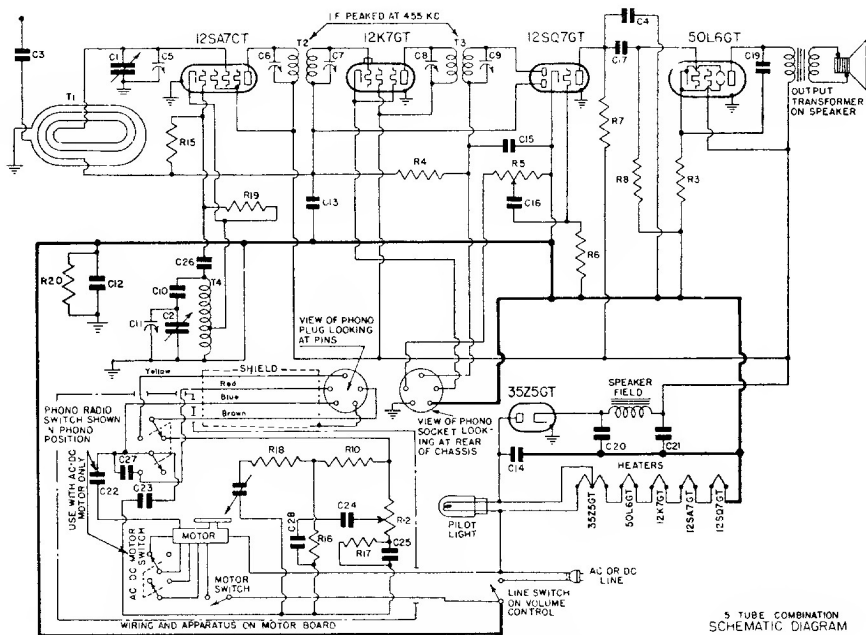 I F PEAKED AT 455 KC
12SA7GT
12K7GT
12SQ7GT
50L6GT
C3
C1
C5
C6
T2
C7
C8
T3
C9
C4
C17
C19
OUTPUT
TRANSFORMER
ON SPEAKER
T1
R15
R4
C15
R5
R7
R8
R3
R19
C13
C16
R6
R20
C12
C26
C10
T4
C11
C2
VIEW OF PHONO
PLUG LOOKING
AT PINS
SHIELD
Yellow
Red
Blue
Brown
VIEW OF PHONO
SOCKET LOOK-
ING AT REAR
OF CHASSIS
35Z5GT
SPEAKER
FIELD
C14
C20
C21
HEATERS
35Z5GT
50L6GT
12K7GT
12SA7GT
12SQ7GT
PILOT
LIGHT
PHONO RADIO
SWITCH SHOWN
N PHONO
POSITION
USE WITH AC-DC
MOTOR ONLY
C27
C22
C23
R18
R10
C24
R12
C28
R16
R17
C25
MOTOR
AC DC MOTOR
SWITCH
MOTOR
SWITCH
WIRING AND APPARATUS ON MOTOR BOARD
AC OR DC
LINE
LINE SWITCH
ON VOLUME
CONTROL
5 TUBE COMBINATION
SCHEMATIC DIAGRAM